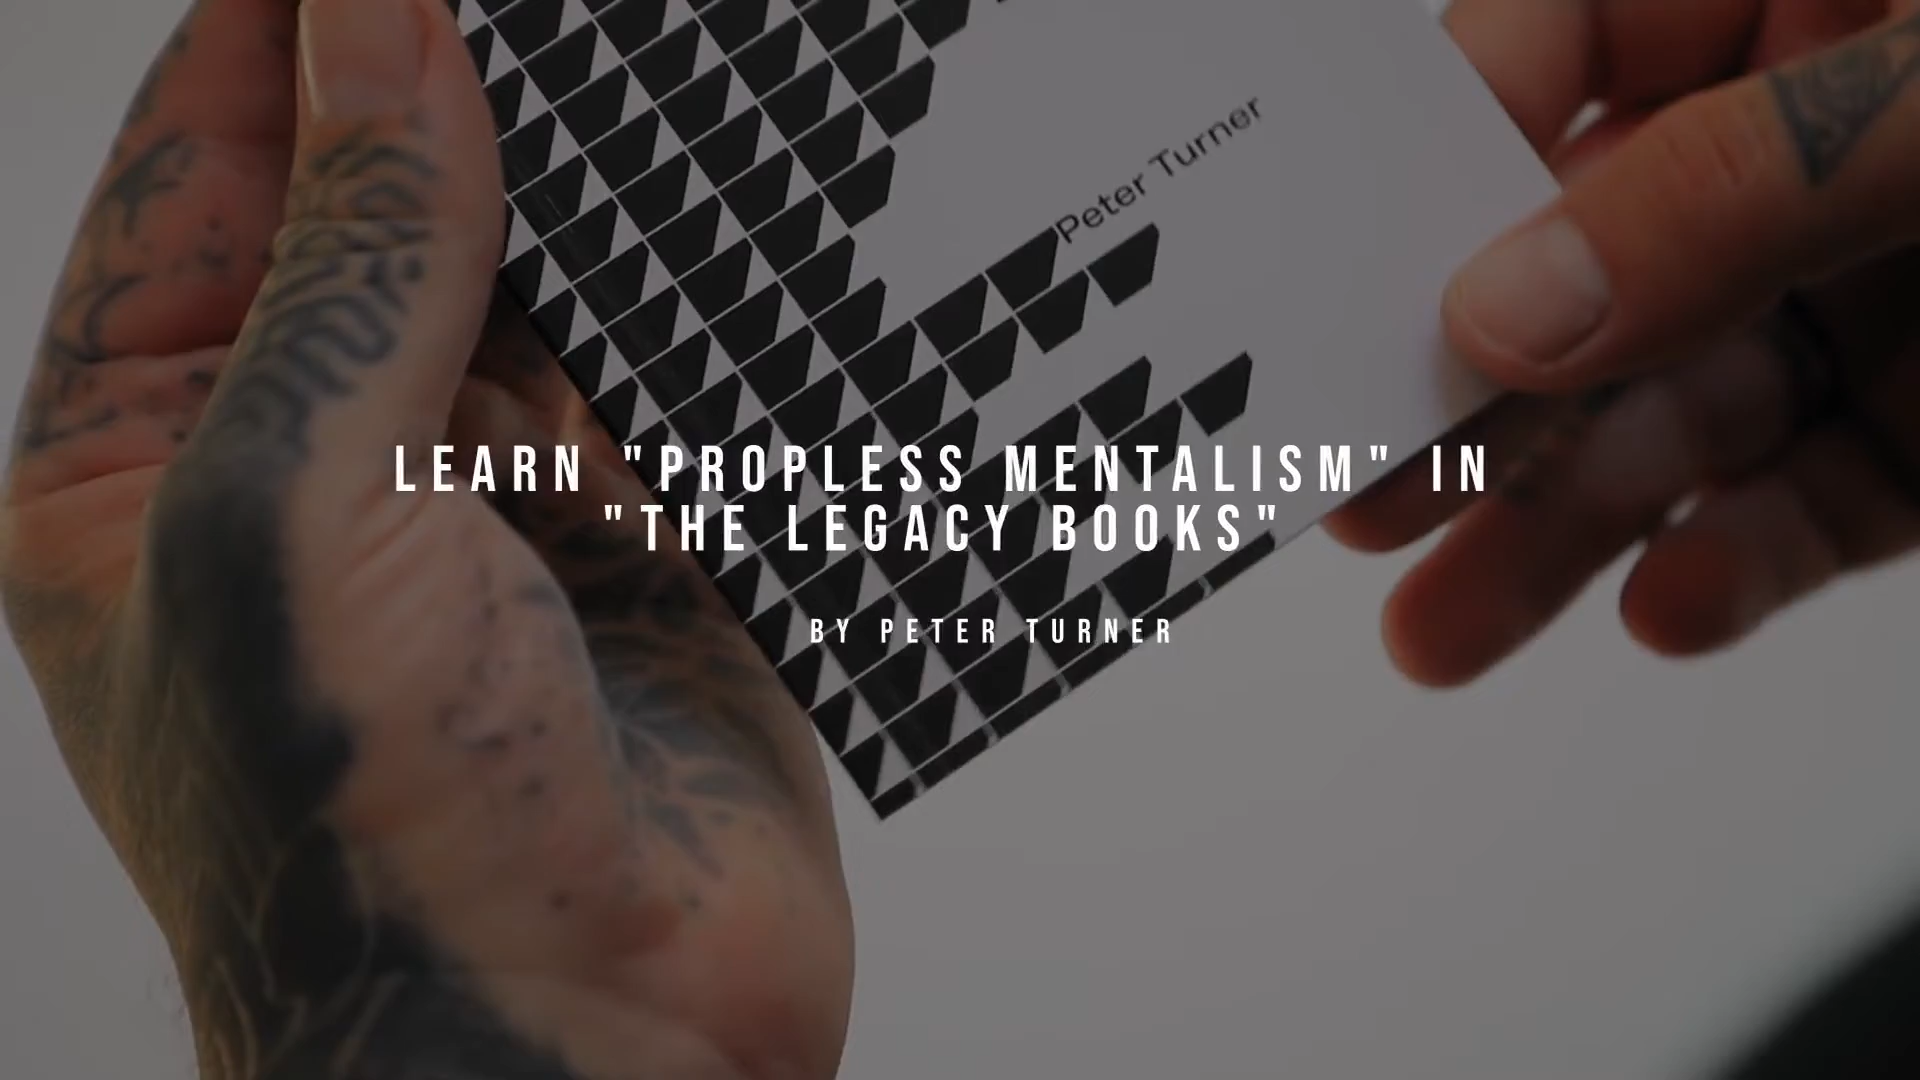 Peter Turner
LEARN "PROPLESS MENTALISM" IN
"THE LEGACY BOOKS"
BY PETER TURNER